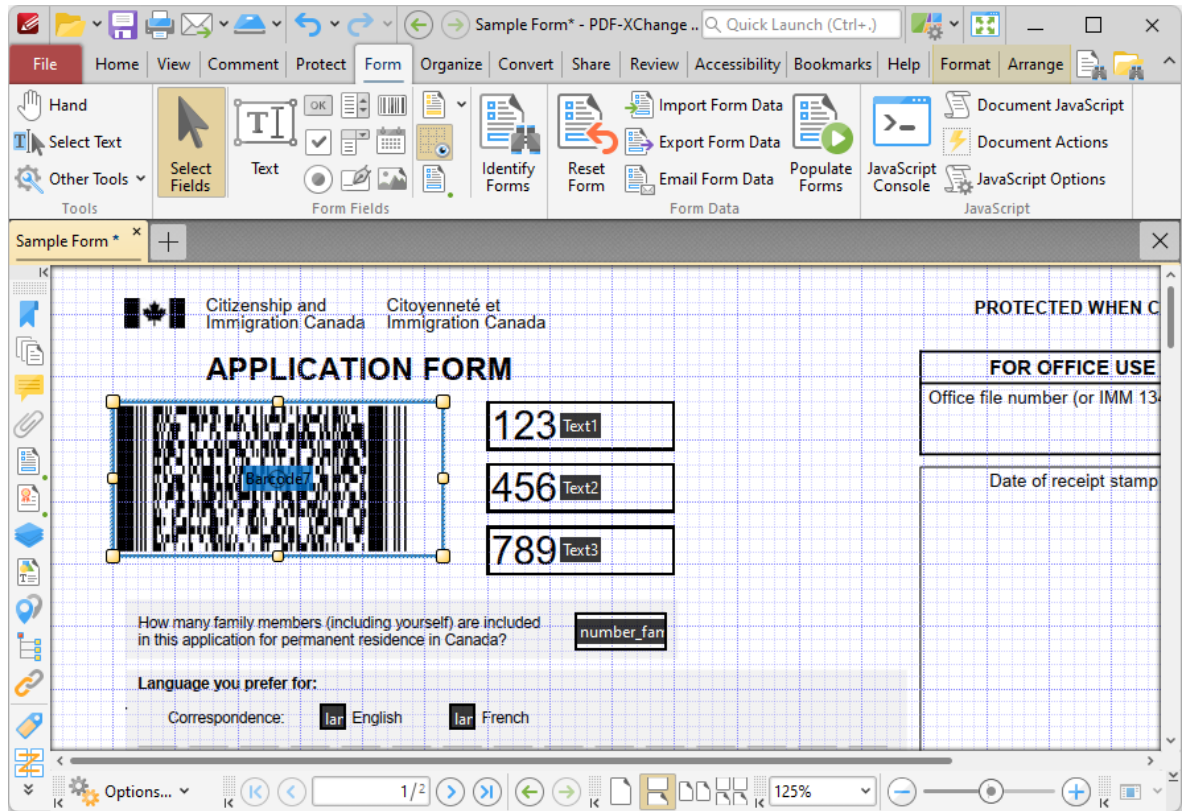 Sample Form* - PDF-XChange ..
Quick Launch (Ctrl+.)
File Home View Comment Protect Form Organize Convert Share Review Accessibility Bookmarks Help Format Arrange
Hand
Select Text
Other Tools
Tools
Select Fields
Text
OK
Form Fields
Identify Forms
Reset Form
Import Form Data
Export Form Data
Email Form Data
Populate Forms
Form Data
JavaScript Console
Document JavaScript
Document Actions
JavaScript Options
JavaScript
Sample Form *
Citizenship and Citoyenneté et
Immigration Canada Immigration Canada
PROTECTED WHEN C
APPLICATION FORM
FOR OFFICE USE
Office file number (or IMM 134
123 Text1
Barcode7
456 Text2
Date of receipt stamp
789 Text3
How many family members (including yourself) are included
in this application for permanent residence in Canada?
number_fam
Language you prefer for:
Correspondence: lar English lar French
Options... 1/2 125%